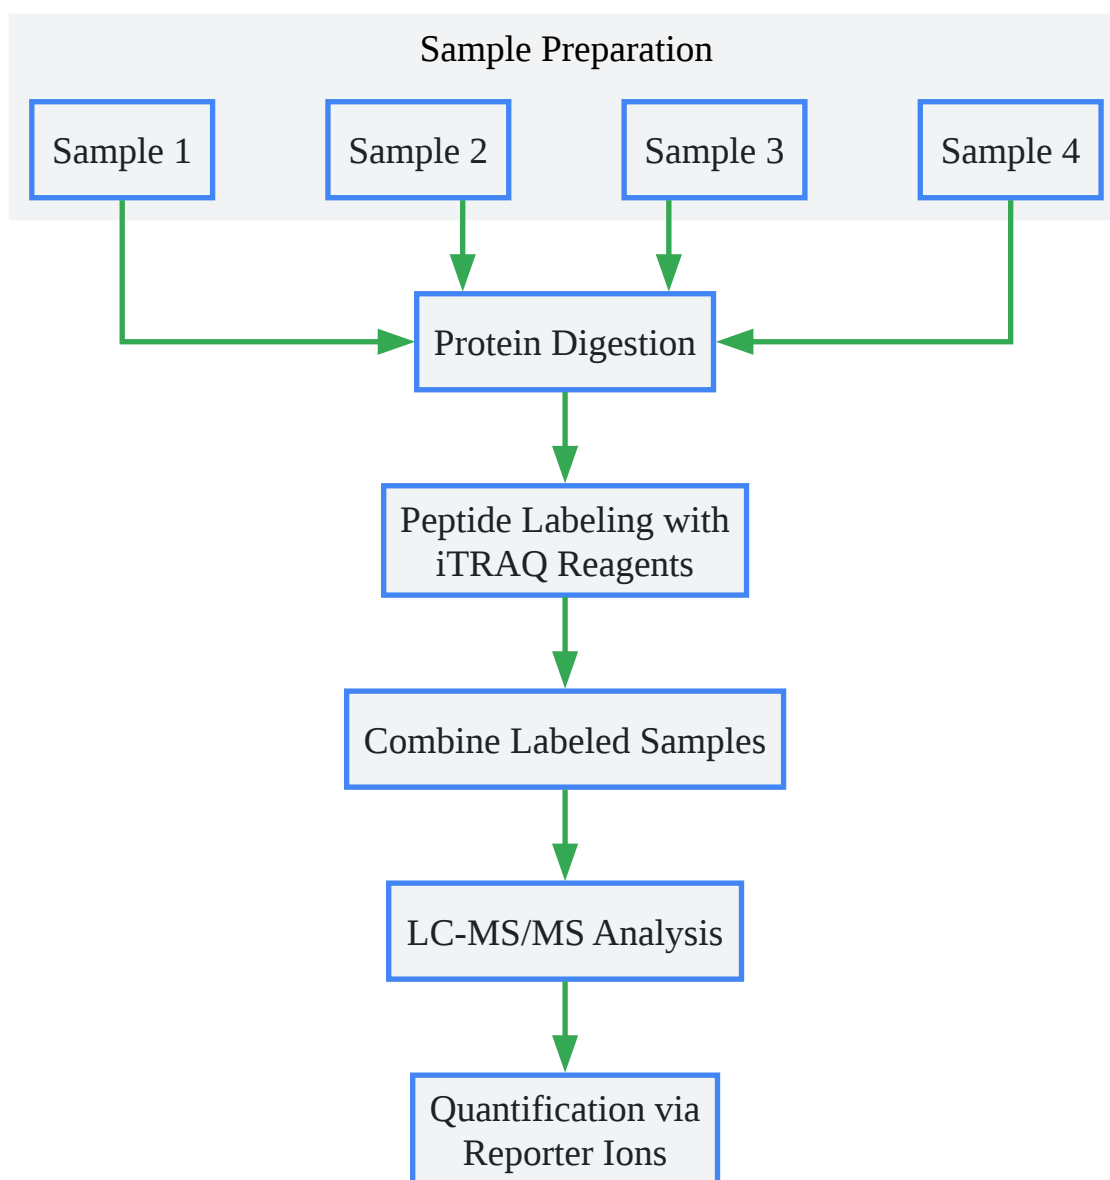 Sample Preparation
Sample 1
Sample 2
Sample 3
Sample 4
Protein Digestion
Peptide Labeling with
iTRAQ Reagents
Combine Labeled Samples
LC-MS/MS Analysis
Quantification via
Reporter Ions